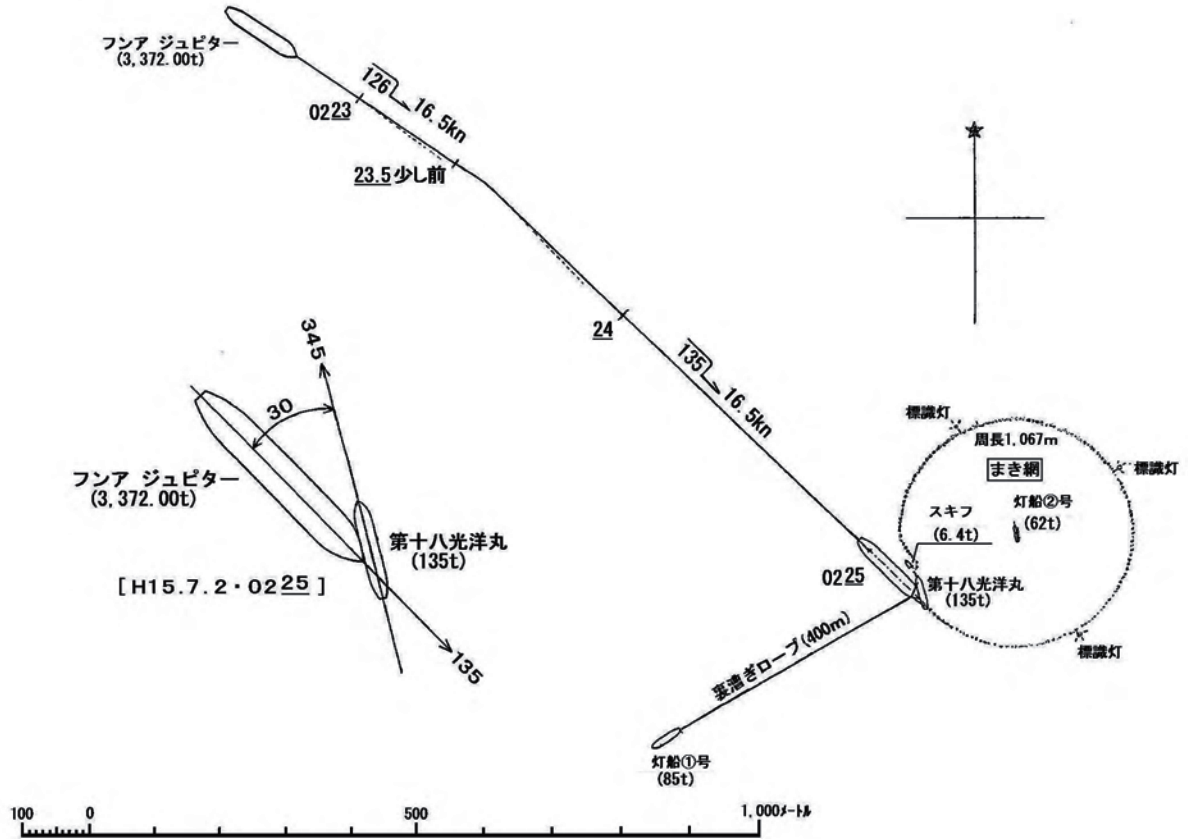 フンア ジュピター
(3,372.00t)
0223
126
16.5kn
23.5少し前
24
135
16.5kn
345
30
フンア ジュピター
(3,372.00t)
第十八光洋丸
(135t)
[H15.7.2・0225]
135
標識灯
周長1,067m
標識灯
まき網
スキフ
(6.4t)
灯船②号
(62t)
0225
第十八光洋丸
(135t)
標識灯
裏漕ぎロープ(400m)
灯船①号
(85t)
100 0 500 1,000メートル